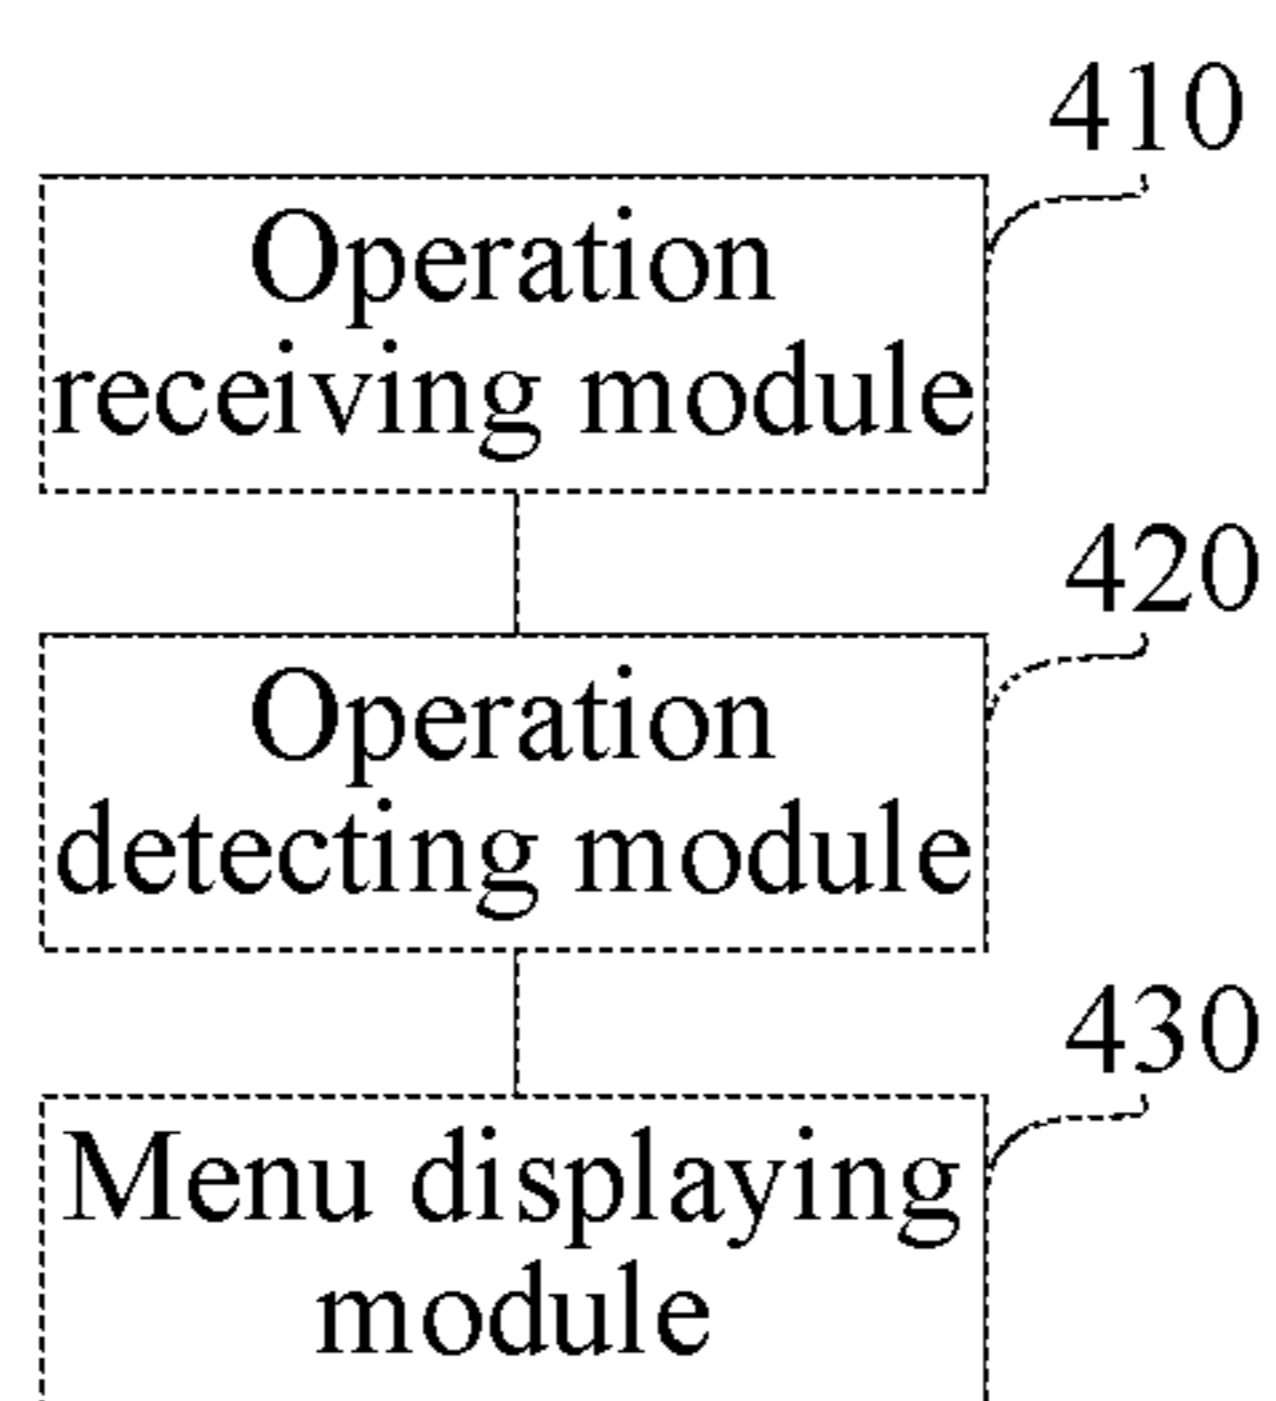 410
Operation
receiving module
420
Operation
detecting module
430
Menu displaying
module